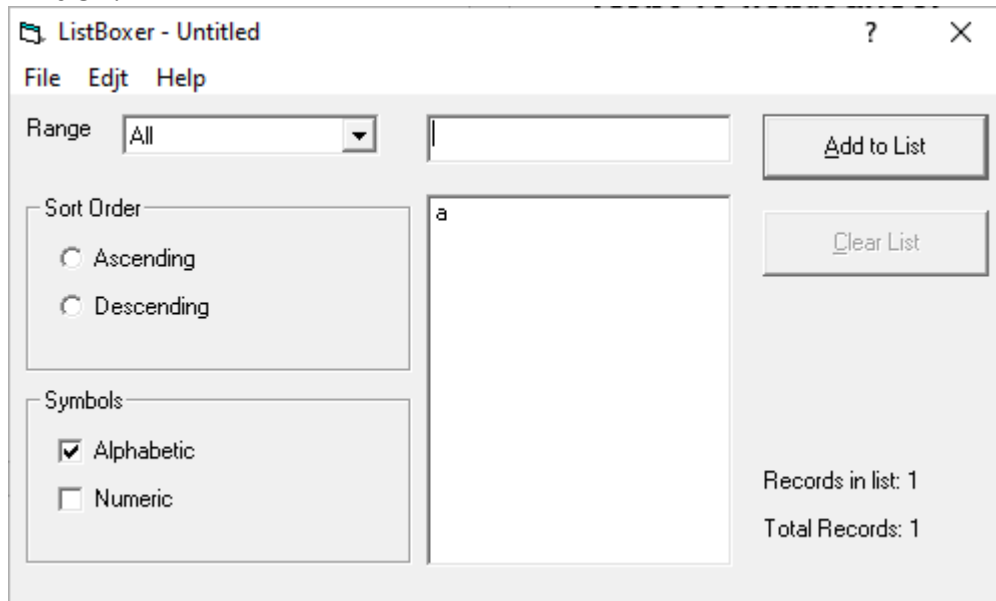 ListBoxer - Untitled ?
File Edjt Help
Range All Add to List
Sort Order a Clear List
Ascending
Descending
Symbols
Alphabetic
Numeric
Records in list: 1
Total Records: 1